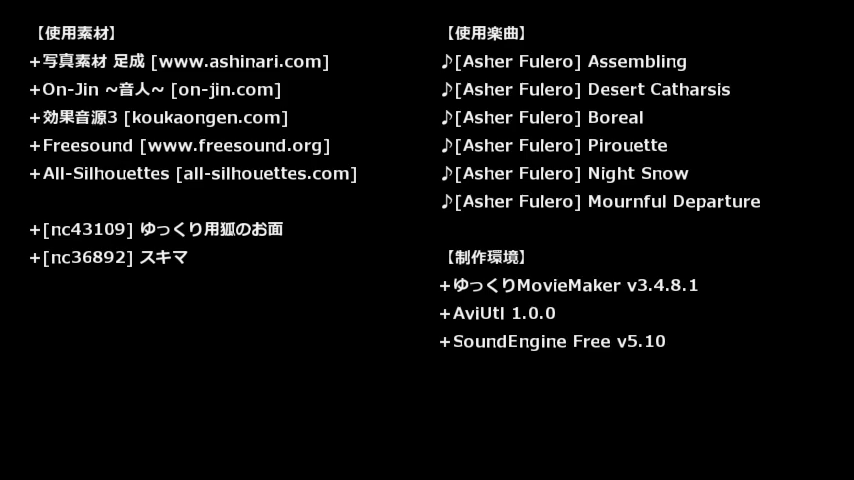 【使用素材】
+写真素材 足成 [www.ashinari.com]
+On-Jin ~音人~ [on-jin.com]
+効果音源3 [koukaongen.com]
+Freesound [www.freesound.org]
+All-Silhouettes [all-silhouettes.com]
+[nc43109] ゆっくり用狐のお面
+[nc36892] スキマ
【使用楽曲】
♪[Asher Fulero] Assembling
♪[Asher Fulero] Desert Catharsis
♪[Asher Fulero] Boreal
♪[Asher Fulero] Pirouette
♪[Asher Fulero] Night Snow
♪[Asher Fulero] Mournful Departure
【制作環境】
+ゆっくりMovieMaker v3.4.8.1
+AviUtl 1.0.0
+SoundEngine Free v5.10